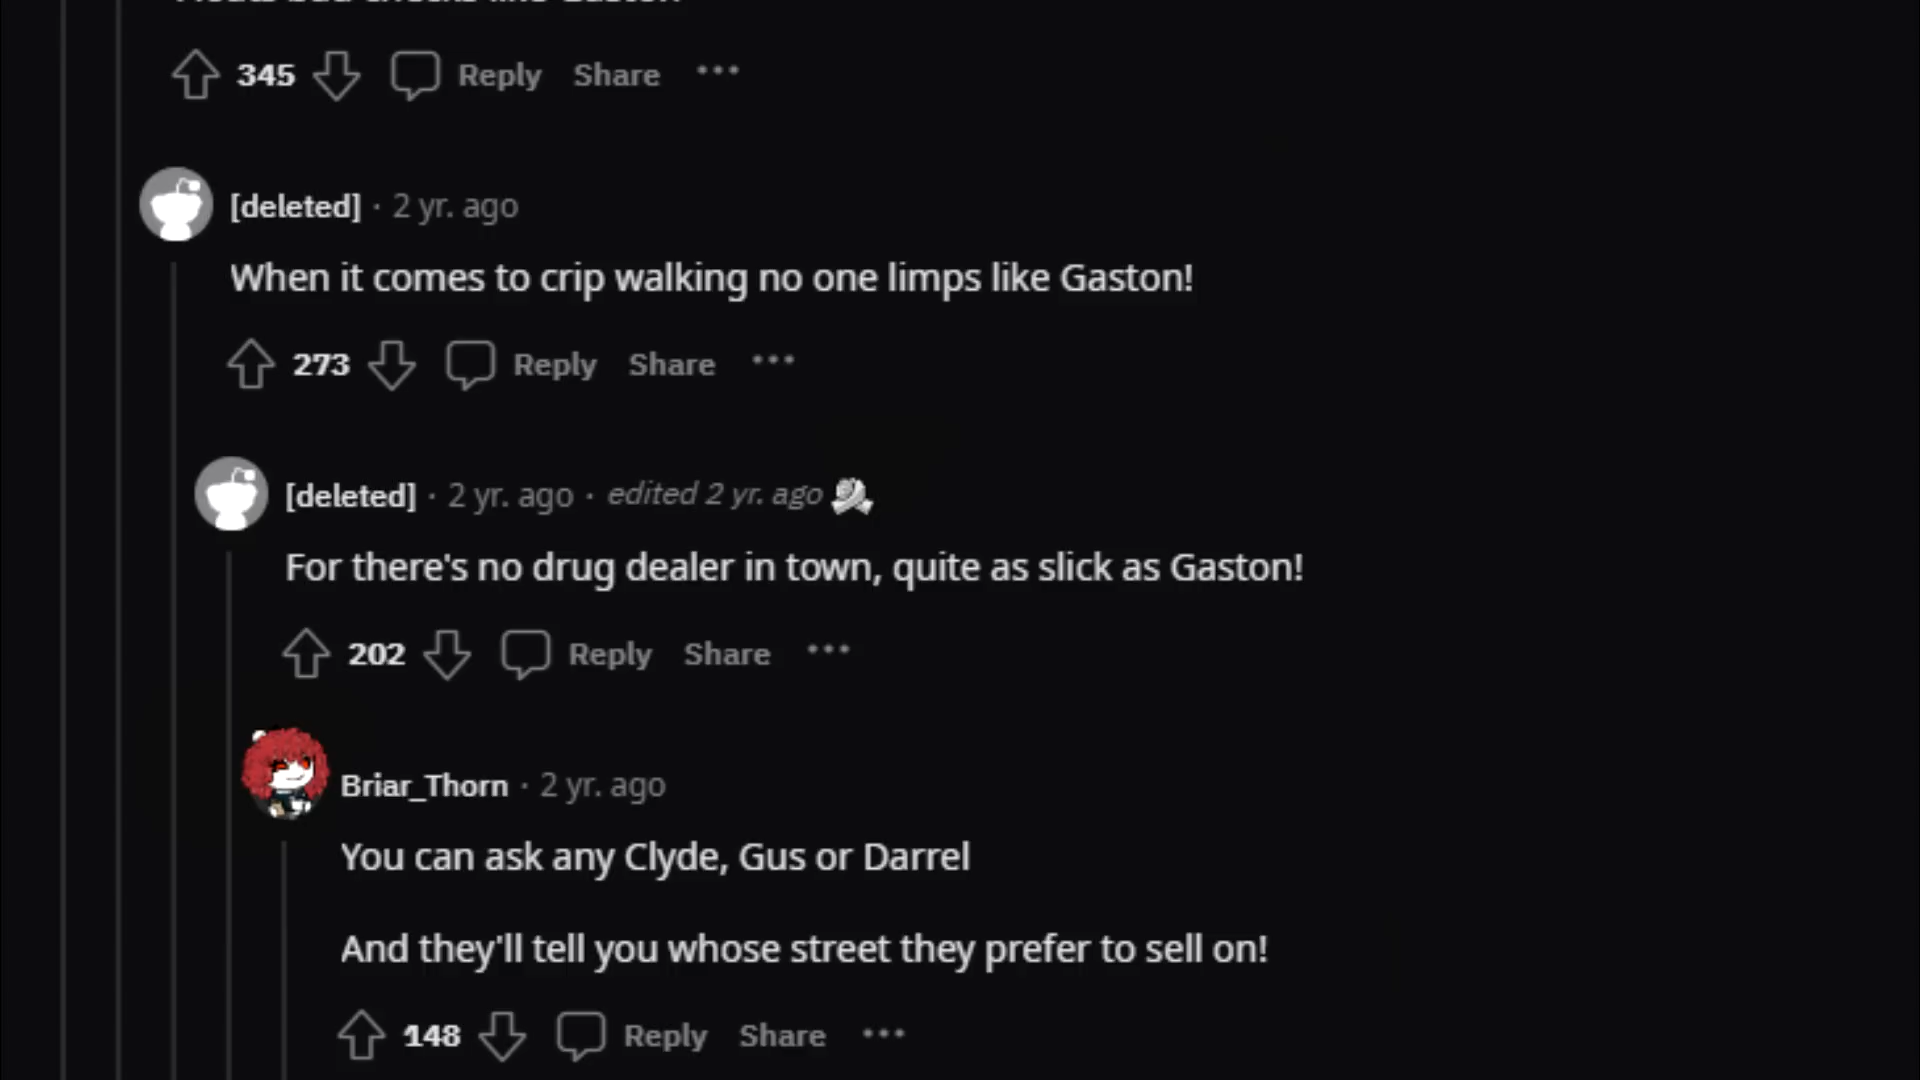 345 Reply Share ...
[deleted] · 2 yr. ago
When it comes to crip walking no one limps like Gaston!
273 Reply Share ...
[deleted] · 2 yr. ago · edited 2 yr. ago
For there's no drug dealer in town, quite as slick as Gaston!
202 Reply Share ...
Briar_Thorn · 2 yr. ago
You can ask any Clyde, Gus or Darrel
And they'll tell you whose street they prefer to sell on!
148 Reply Share ...